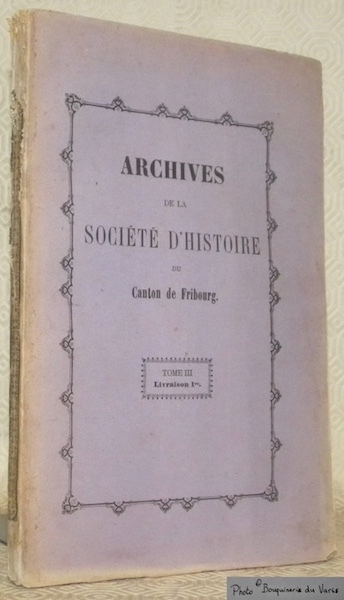 ARCHIVES
DE LA
SOCIÉTÉ D'HISTOIRE
DU
Canton de Fribourg.
TOME III
Livraison 1re.
Photo © Bouquinerie du Varis